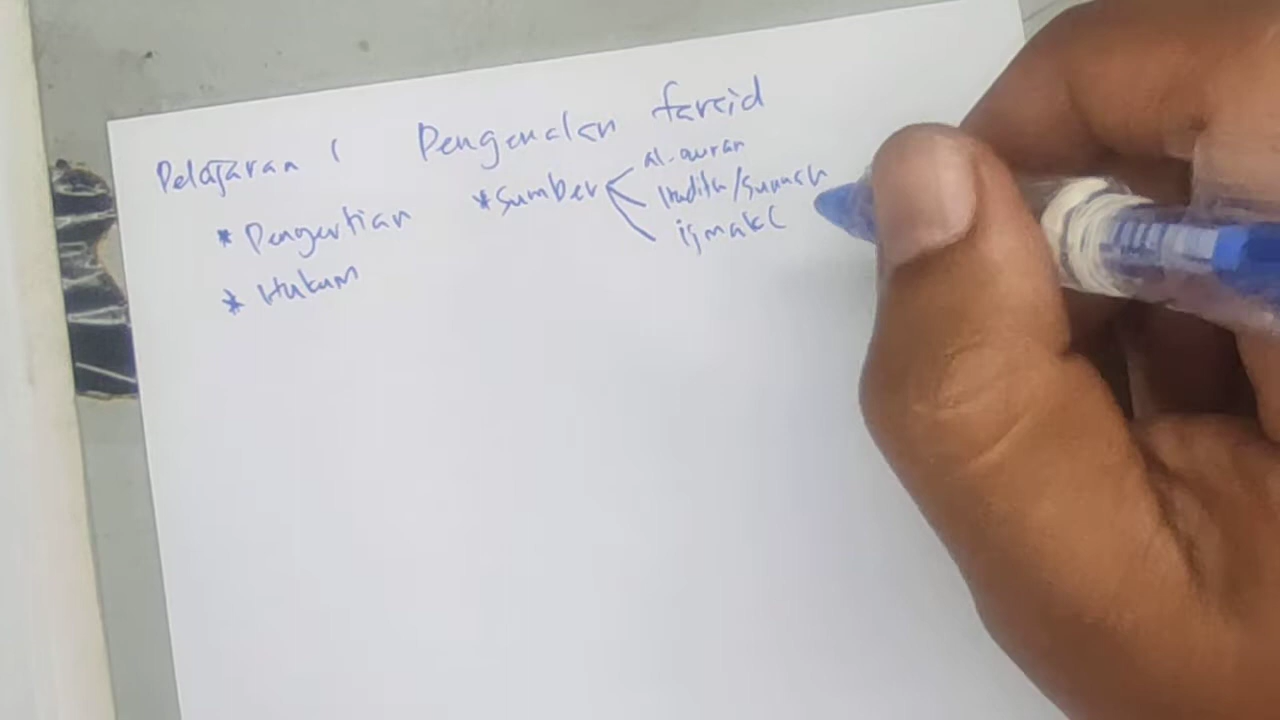 Pelajaran 1 Pengenalan faraid
* Pengertian
* Hukum
* Sumber
al-quran
Hadith/Sunnah
ijmak